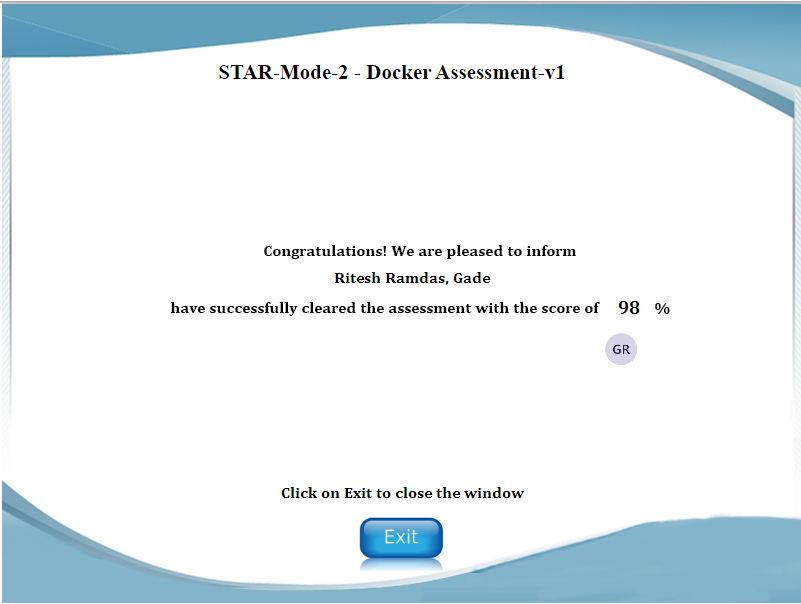 STAR-Mode-2 - Docker Assessment-v1
Congratulations! We are pleased to inform
Ritesh Ramdas, Gade
have successfully cleared the assessment with the score of 98 %
GR
Click on Exit to close the window
Exit